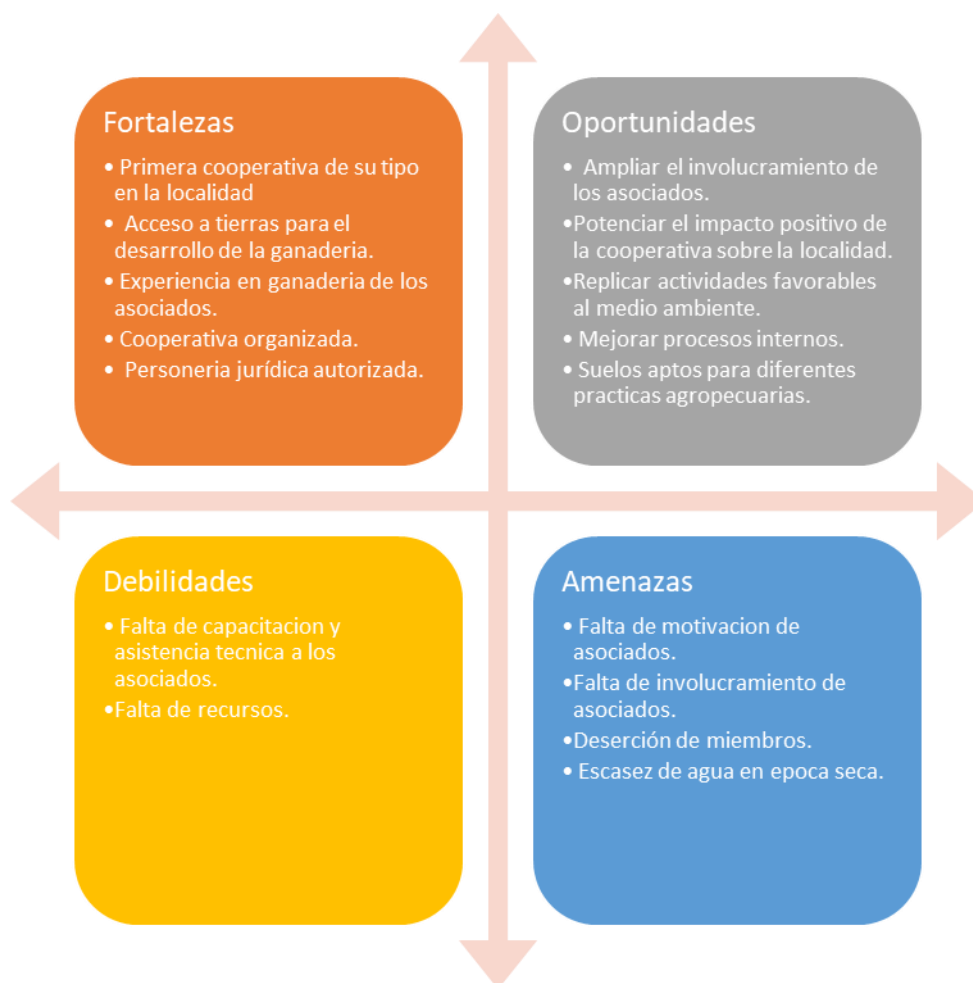 Fortalezas
• Primera cooperativa de su tipo
en la localidad
• Acceso a tierras para el
desarrollo de la ganaderia.
• Experiencia en ganaderia de los
asociados.
• Cooperativa organizada.
• Personeria jurídica autorizada.
Oportunidades
• Ampliar el involucramiento de
los asociados.
•Potenciar el impacto positivo de
la cooperativa sobre la localidad.
•Replicar actividades favorables
al medio ambiente.
• Mejorar procesos internos.
• Suelos aptos para diferentes
practicas agropecuarias.
Debilidades
• Falta de capacitacion y
asistencia tecnica a los
asociados.
•Falta de recursos.
Amenazas
• Falta de motivacion de
asociados.
•Falta de involucramiento de
asociados.
• Deserción de miembros.
• Escasez de agua en epoca seca.